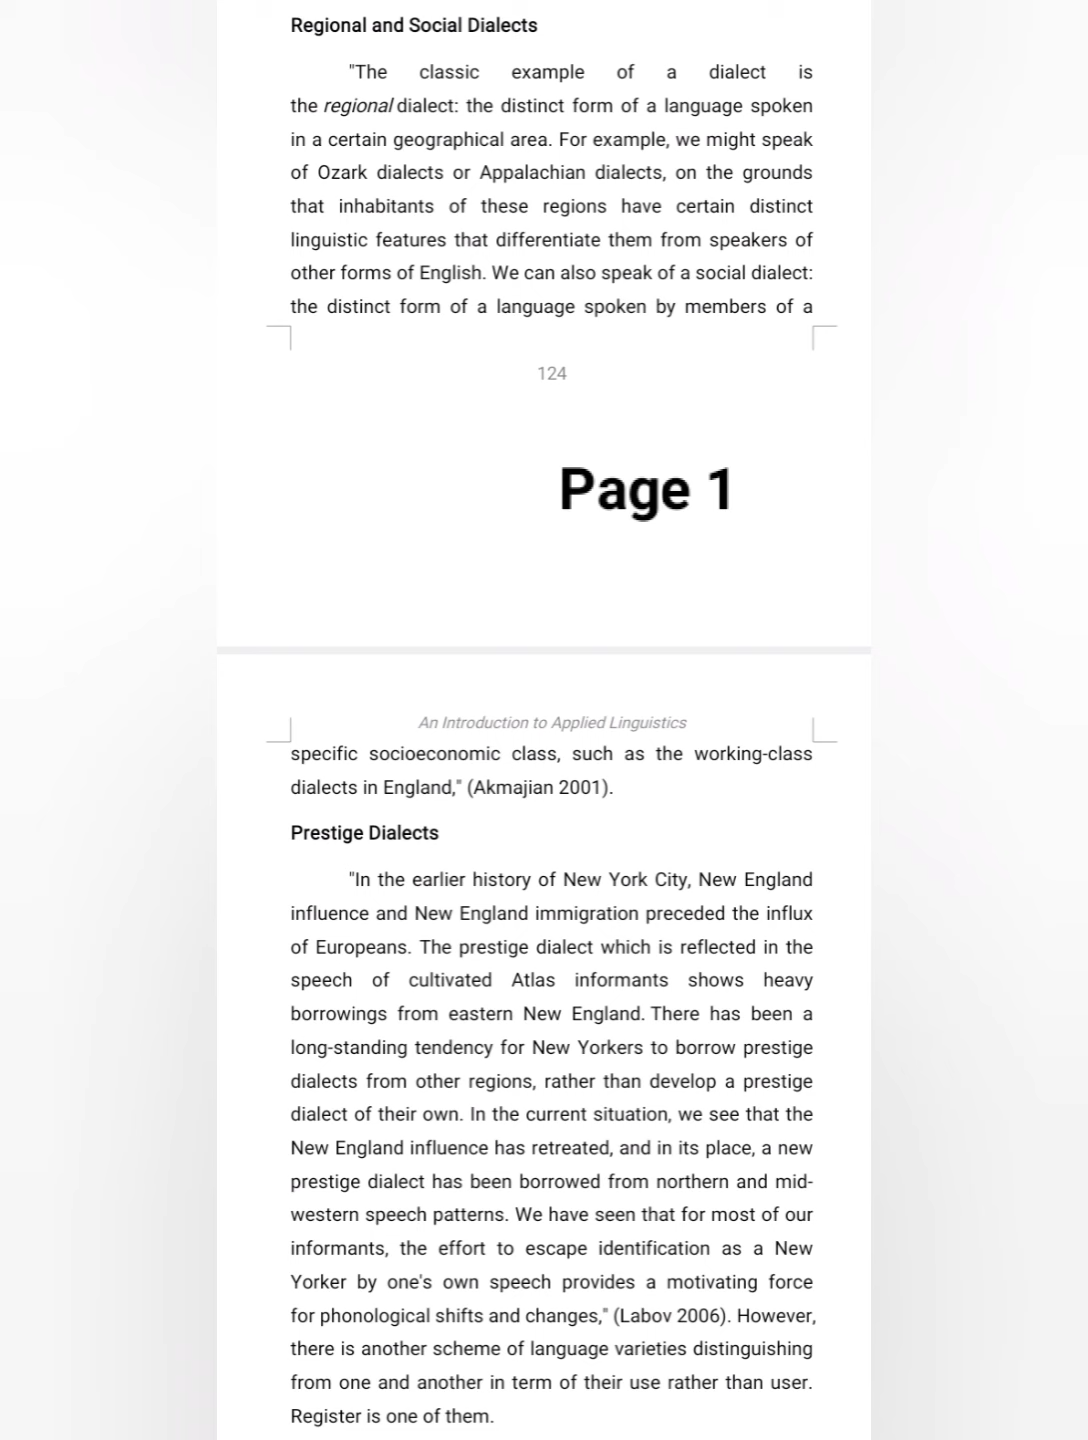 Regional and Social Dialects
"The classic example of a dialect is
the regional dialect: the distinct form of a language spoken
in a certain geographical area. For example, we might speak
of Ozark dialects or Appalachian dialects, on the grounds
that inhabitants of these regions have certain distinct
linguistic features that differentiate them from speakers of
other forms of English. We can also speak of a social dialect:
the distinct form of a language spoken by members of a
124
Page 1
An Introduction to Applied Linguistics
specific socioeconomic class, such as the working-class
dialects in England," (Akmajian 2001).
Prestige Dialects
"In the earlier history of New York City, New England
influence and New England immigration preceded the influx
of Europeans. The prestige dialect which is reflected in the
speech of cultivated Atlas informants shows heavy
borrowings from eastern New England. There has been a
long-standing tendency for New Yorkers to borrow prestige
dialects from other regions, rather than develop a prestige
dialect of their own. In the current situation, we see that the
New England influence has retreated, and in its place, a new
prestige dialect has been borrowed from northern and mid-
western speech patterns. We have seen that for most of our
informants, the effort to escape identification as a New
Yorker by one's own speech provides a motivating force
for phonological shifts and changes," (Labov 2006). However,
there is another scheme of language varieties distinguishing
from one and another in term of their use rather than user.
Register is one of them.